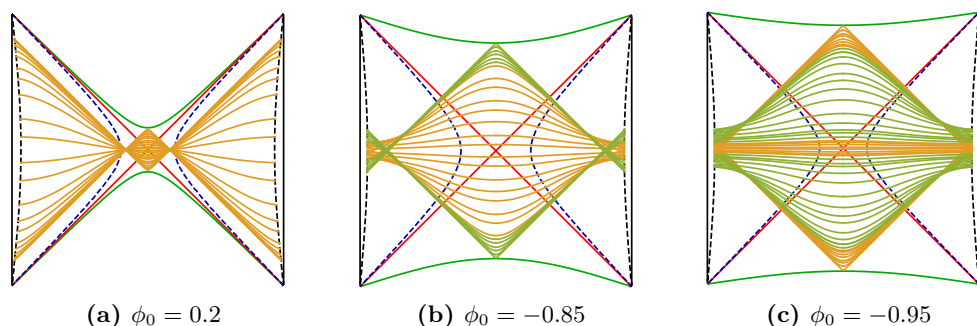 (a) ϕ₀ = 0.2
(b) ϕ₀ = −0.85
(c) ϕ₀ = −0.95